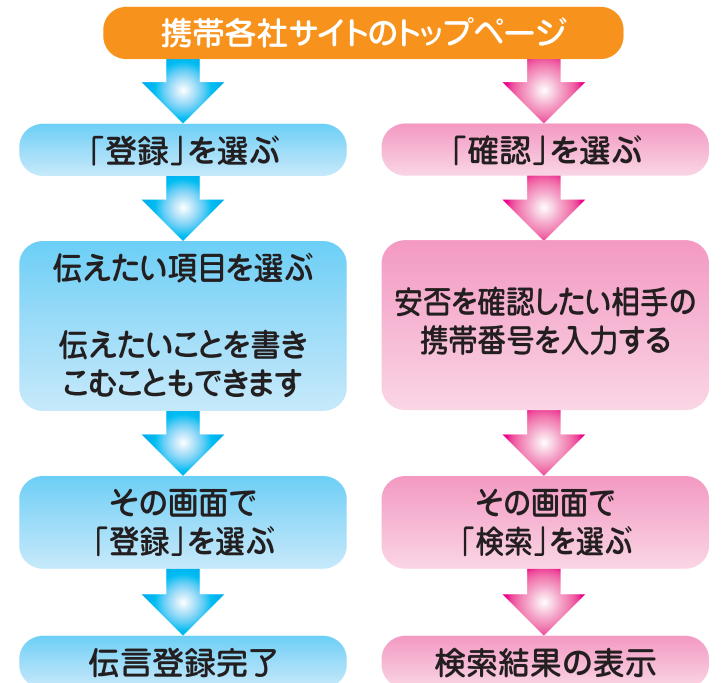 携帯各社サイトのトップページ
「登録」を選ぶ
伝えたい項目を選ぶ
伝えたいことを書き
こむこともできます
その画面で
「登録」を選ぶ
伝言登録完了
「確認」を選ぶ
安否を確認したい相手の
携帯番号を入力する
その画面で
「検索」を選ぶ
検索結果の表示